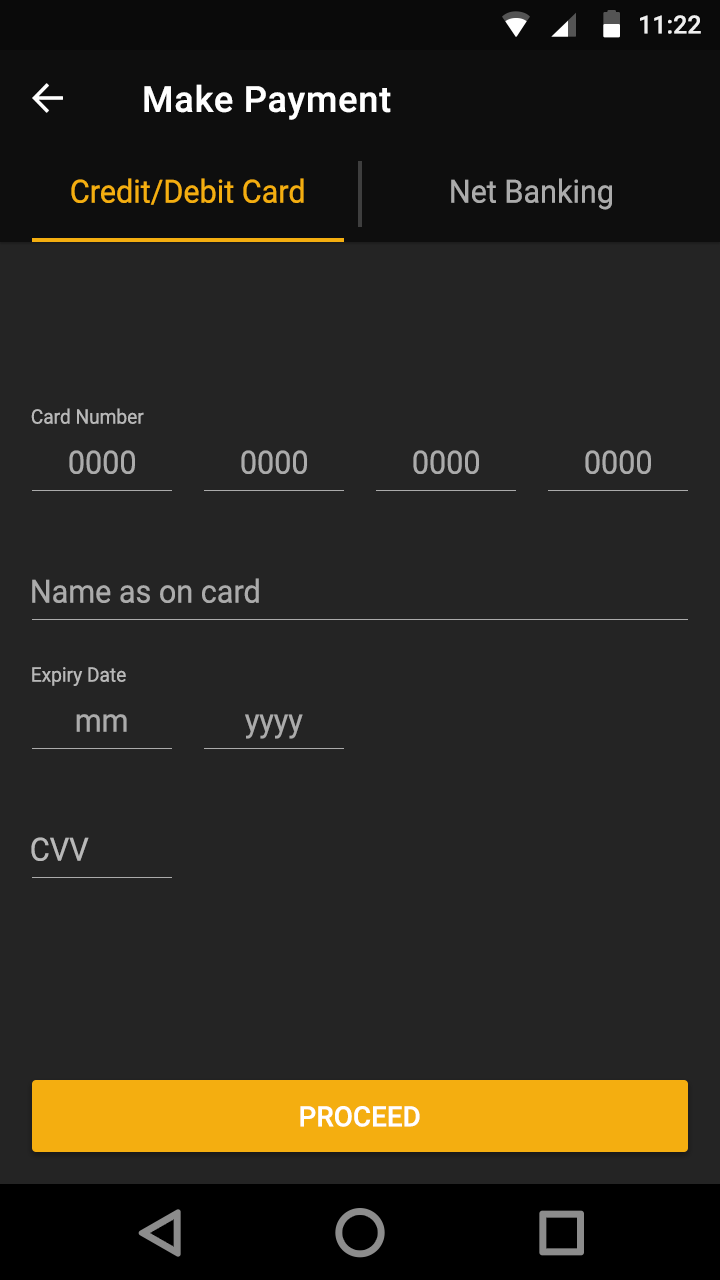 11:22
Make Payment
Credit/Debit Card Net Banking
Card Number
0000 0000 0000 0000
Name as on card
Expiry Date
mm yyyy
CVV
PROCEED